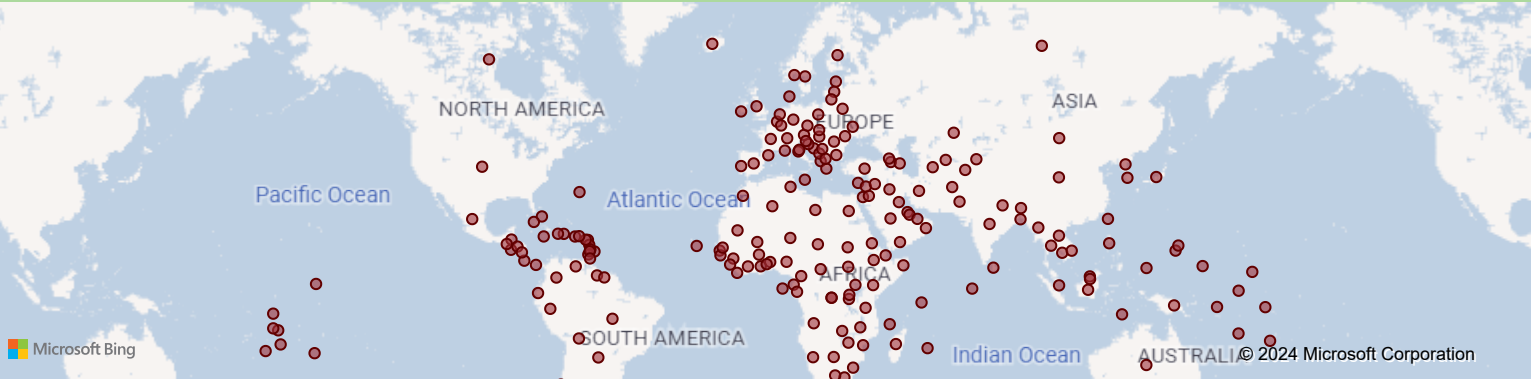 NORTH AMERICA
ASIA
EUROPE
Pacific Ocean
Atlantic Ocean
AFRICA
SOUTH AMERICA
Microsoft Bing
Indian Ocean
AUSTRALIA
© 2024 Microsoft Corporation